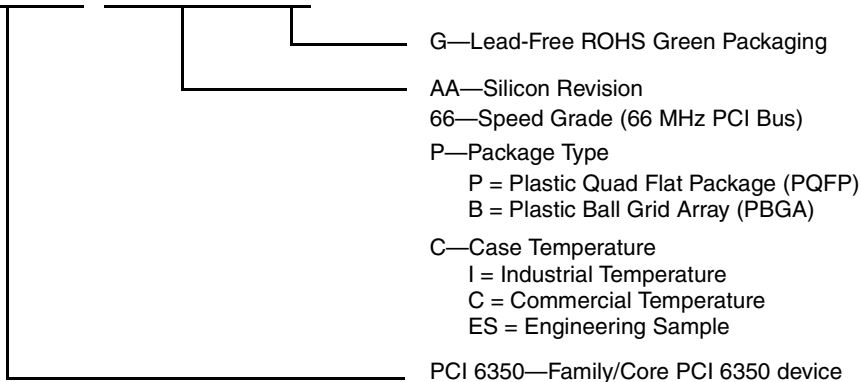 G—Lead-Free ROHS Green Packaging
AA—Silicon Revision
66—Speed Grade (66 MHz PCI Bus)
P—Package Type
P = Plastic Quad Flat Package (PQFP)
B = Plastic Ball Grid Array (PBGA)
C—Case Temperature
I = Industrial Temperature
C = Commercial Temperature
ES = Engineering Sample
PCI 6350—Family/Core PCI 6350 device